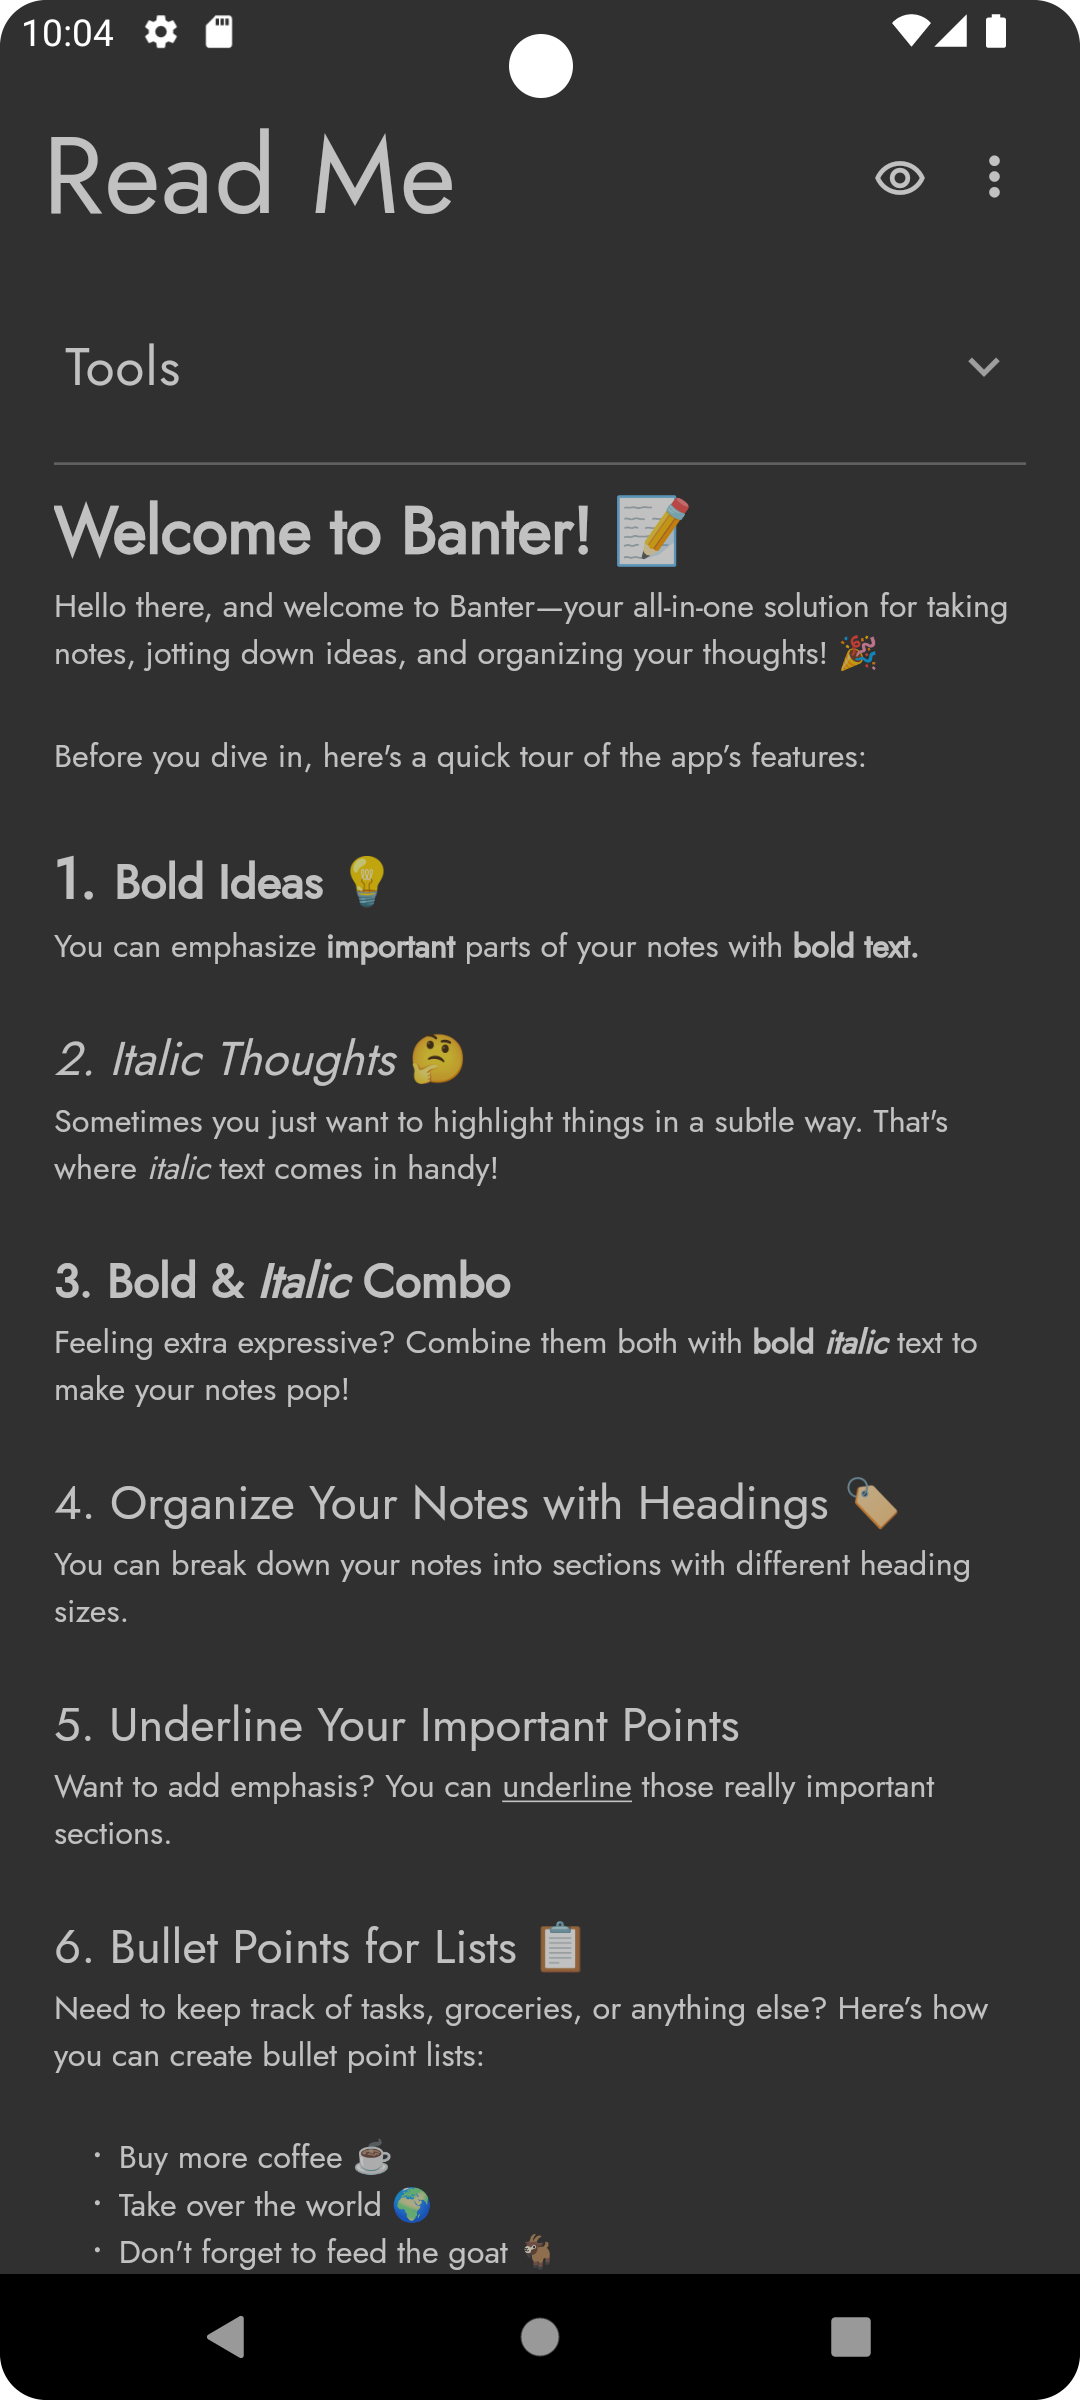 10:04
Read Me
Tools
Welcome to Banter! 📝
Hello there, and welcome to Banter—your all-in-one solution for taking
notes, jotting down ideas, and organizing your thoughts! 🎉
Before you dive in, here's a quick tour of the app’s features:
1. Bold Ideas 💡
You can emphasize important parts of your notes with bold text.
2. Italic Thoughts 🤔
Sometimes you just want to highlight things in a subtle way. That's
where italic text comes in handy!
3. Bold & Italic Combo
Feeling extra expressive? Combine them both with bold italic text to
make your notes pop!
4. Organize Your Notes with Headings 🏷️
You can break down your notes into sections with different heading
sizes.
5. Underline Your Important Points
Want to add emphasis? You can underline those really important
sections.
6. Bullet Points for Lists 📋
Need to keep track of tasks, groceries, or anything else? Here’s how
you can create bullet point lists:
• Buy more coffee ☕
• Take over the world 🌍
• Don't forget to feed the goat 🐐